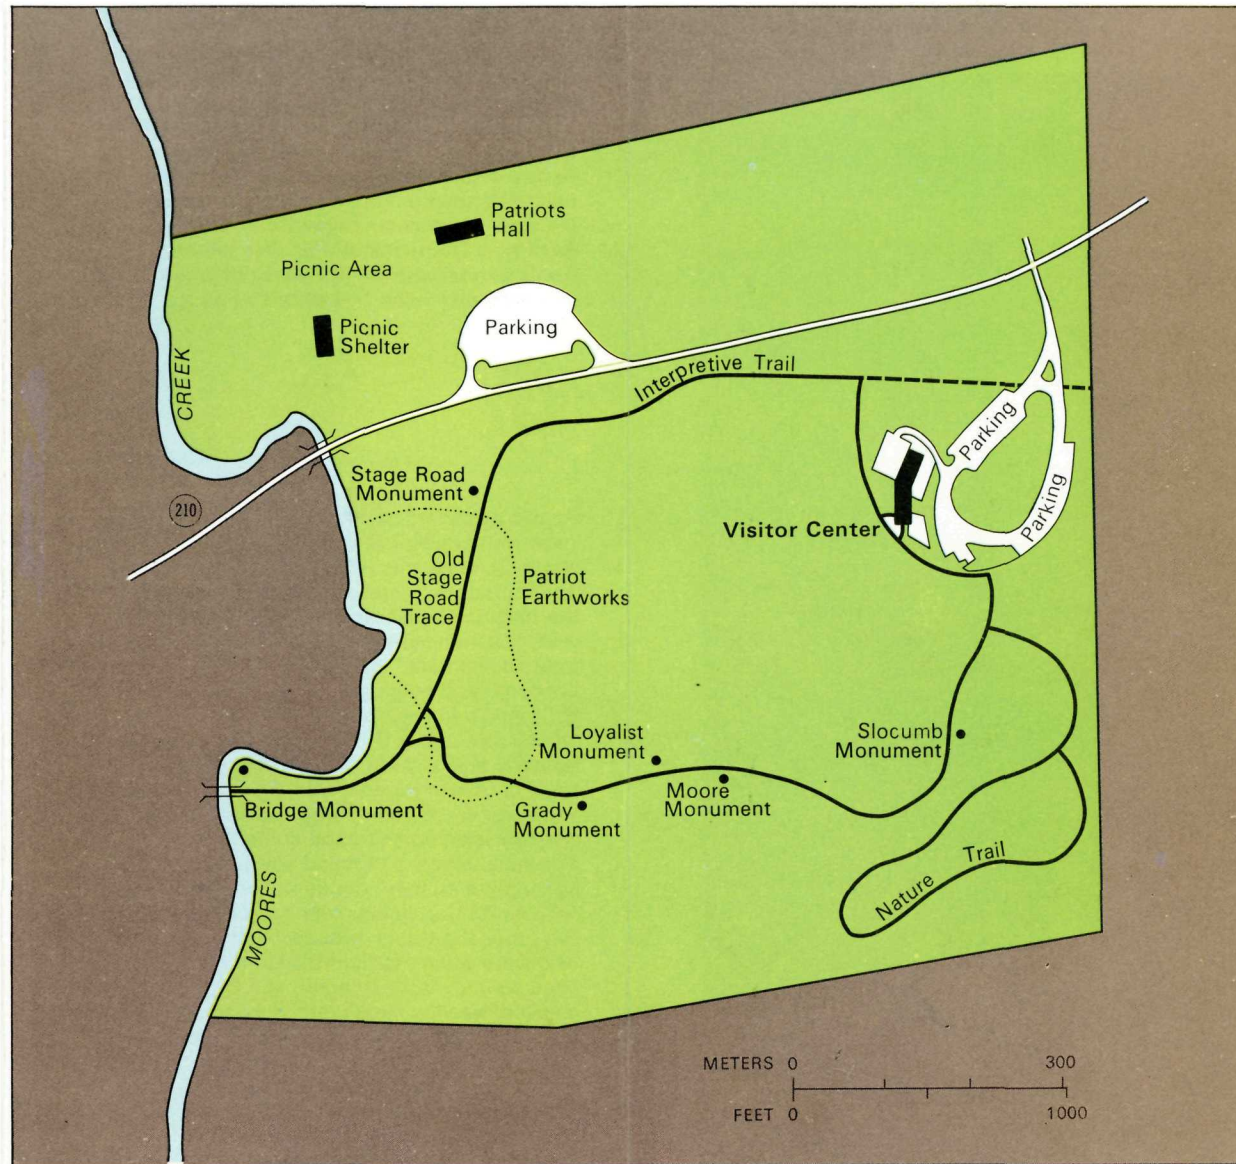 Patriots
Hall
Picnic Area
Picnic
Shelter
Parking
CREEK
Interpretive Trail
Parking
Parking
Stage Road
Monument
210
Visitor Center
Old
Stage
Road
Trace
Patriot
Earthworks
Loyalist
Monument
Slocumb
Monument
Moore
Monument
Bridge Monument
Grady
Monument
Nature Trail
MOORES
METERS 0 300
FEET 0 1000